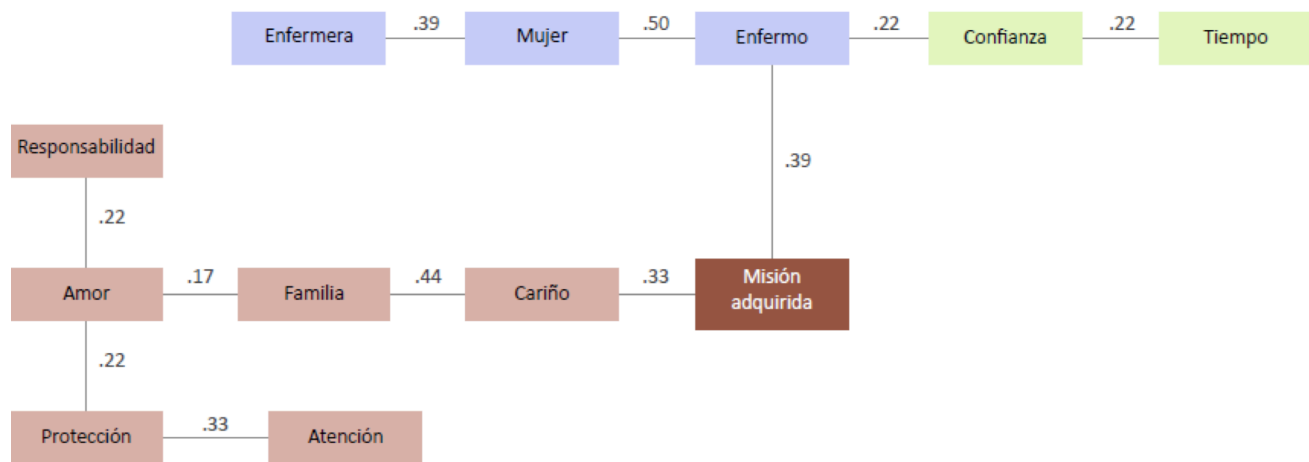 Enfermera .39 Mujer .50 Enfermo .22 Confianza .22 Tiempo
Responsabilidad
.39
.22
Amor .17 Familia .44 Cariño .33 Misión
adquirida
.22
Protección .33 Atención